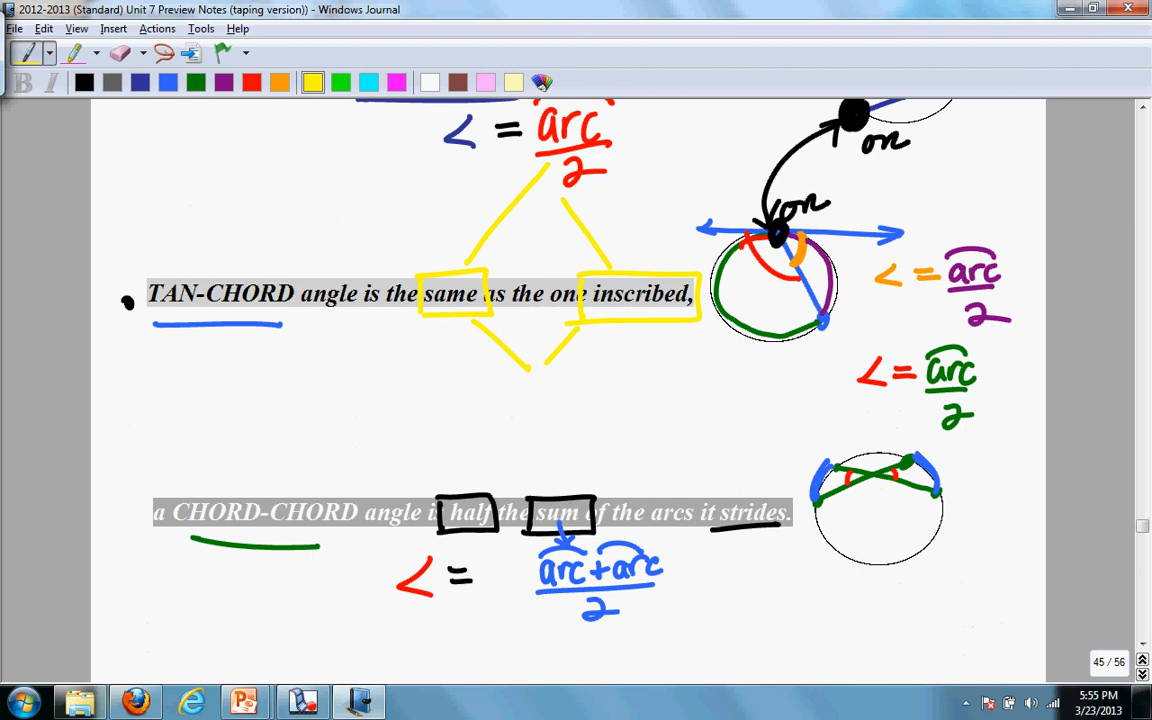 2012-2013 (Standard) Unit 7 Preview Notes (taping version)) - Windows Journal
File Edit View Insert Actions Tools Help
B I
∠ = arc
2
on
on
TAN-CHORD angle is the same as the one inscribed,
∠ = arc
2
∠ = arc
2
a CHORD-CHORD angle is half the sum of the arcs it strides.
∠ = arc + arc
2
45 / 56
5:55 PM
3/23/2013